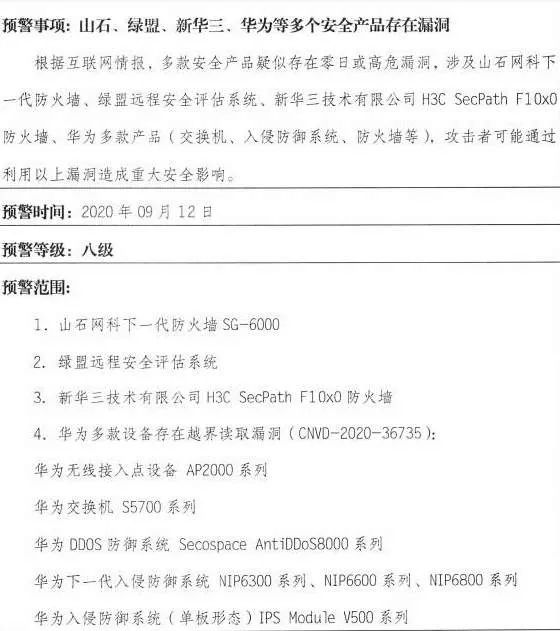 预警事项：山石、绿盟、新华三、华为等多个安全产品存在漏洞
根据互联网情报，多款安全产品疑似存在零日或高危漏洞，涉及山石网科下
一代防火墙、绿盟远程安全评估系统、新华三技术有限公司 H3C SecPath F10x0
防火墙、华为多款产品（交换机、入侵防御系统、防火墙等），攻击者可能通过
利用以上漏洞造成重大安全影响。
预警时间：2020 年 09 月 12 日
预警等级：八级
预警范围：
1. 山石网科下一代防火墙 SG-6000
2. 绿盟远程安全评估系统
3. 新华三技术有限公司 H3C SecPath F10x0 防火墙
4. 华为多款设备存在越界读取漏洞（CNVD-2020-36735）：
华为无线接入点设备 AP2000 系列
华为交换机 S5700 系列
华为 DDOS 防御系统 Secospace AntiDDoS8000 系列
华为下一代入侵防御系统 NIP6300 系列、NIP6600 系列、NIP6800 系列
华为入侵防御系统（单板形态）IPS Module V500 系列